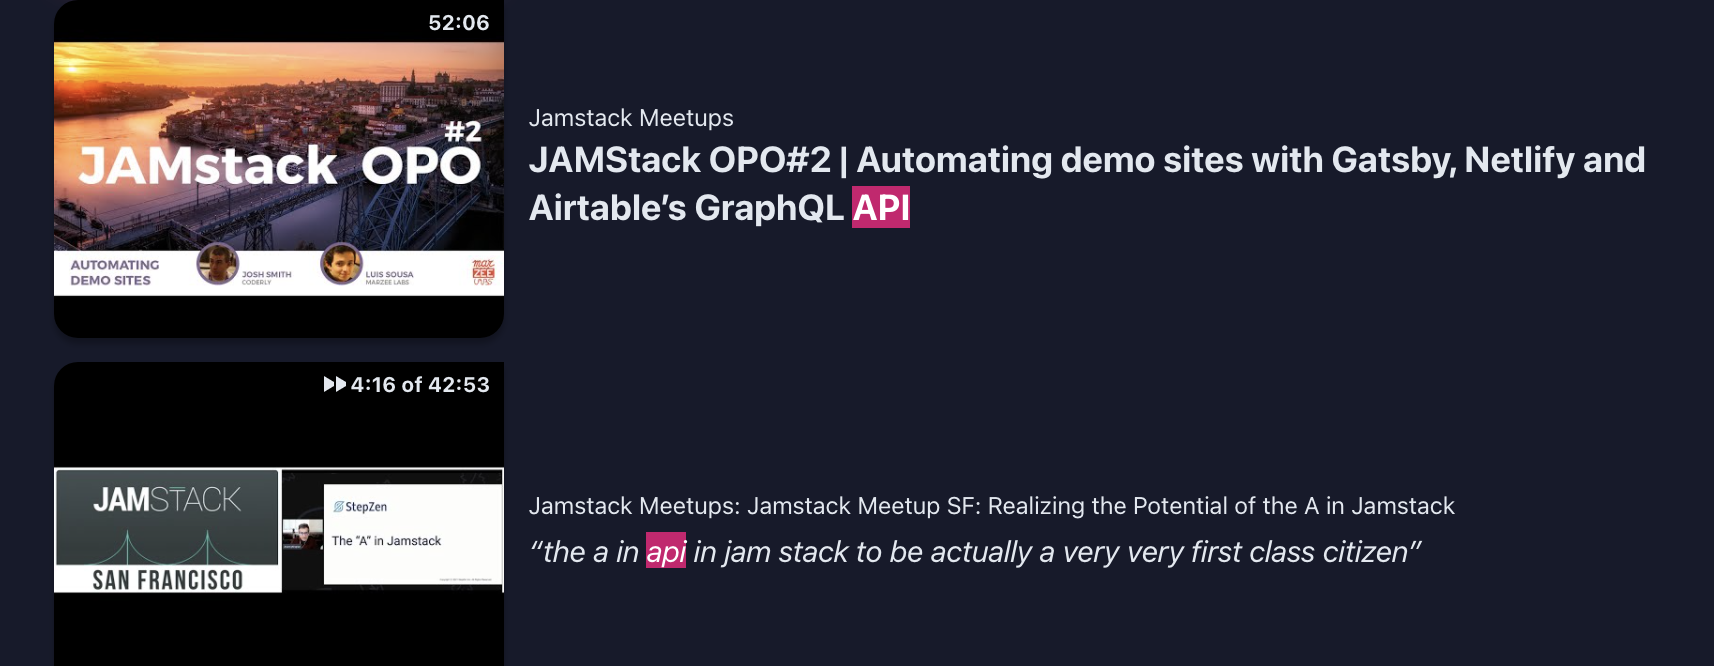 52:06
#2
JAMstack OPO
AUTOMATING
DEMO SITES
JOSH SMITH
CODERLY
LUIS SOUSA
MARZEE LABS
mar
ZEE
LABS
Jamstack Meetups
JAMStack OPO#2 | Automating demo sites with Gatsby, Netlify and
Airtable’s GraphQL API
4:16 of 42:53
JAMSTACK
SAN FRANCISCO
StepZen
The “A” in Jamstack
Jamstack Meetups: Jamstack Meetup SF: Realizing the Potential of the A in Jamstack
“the a in api in jam stack to be actually a very very first class citizen”